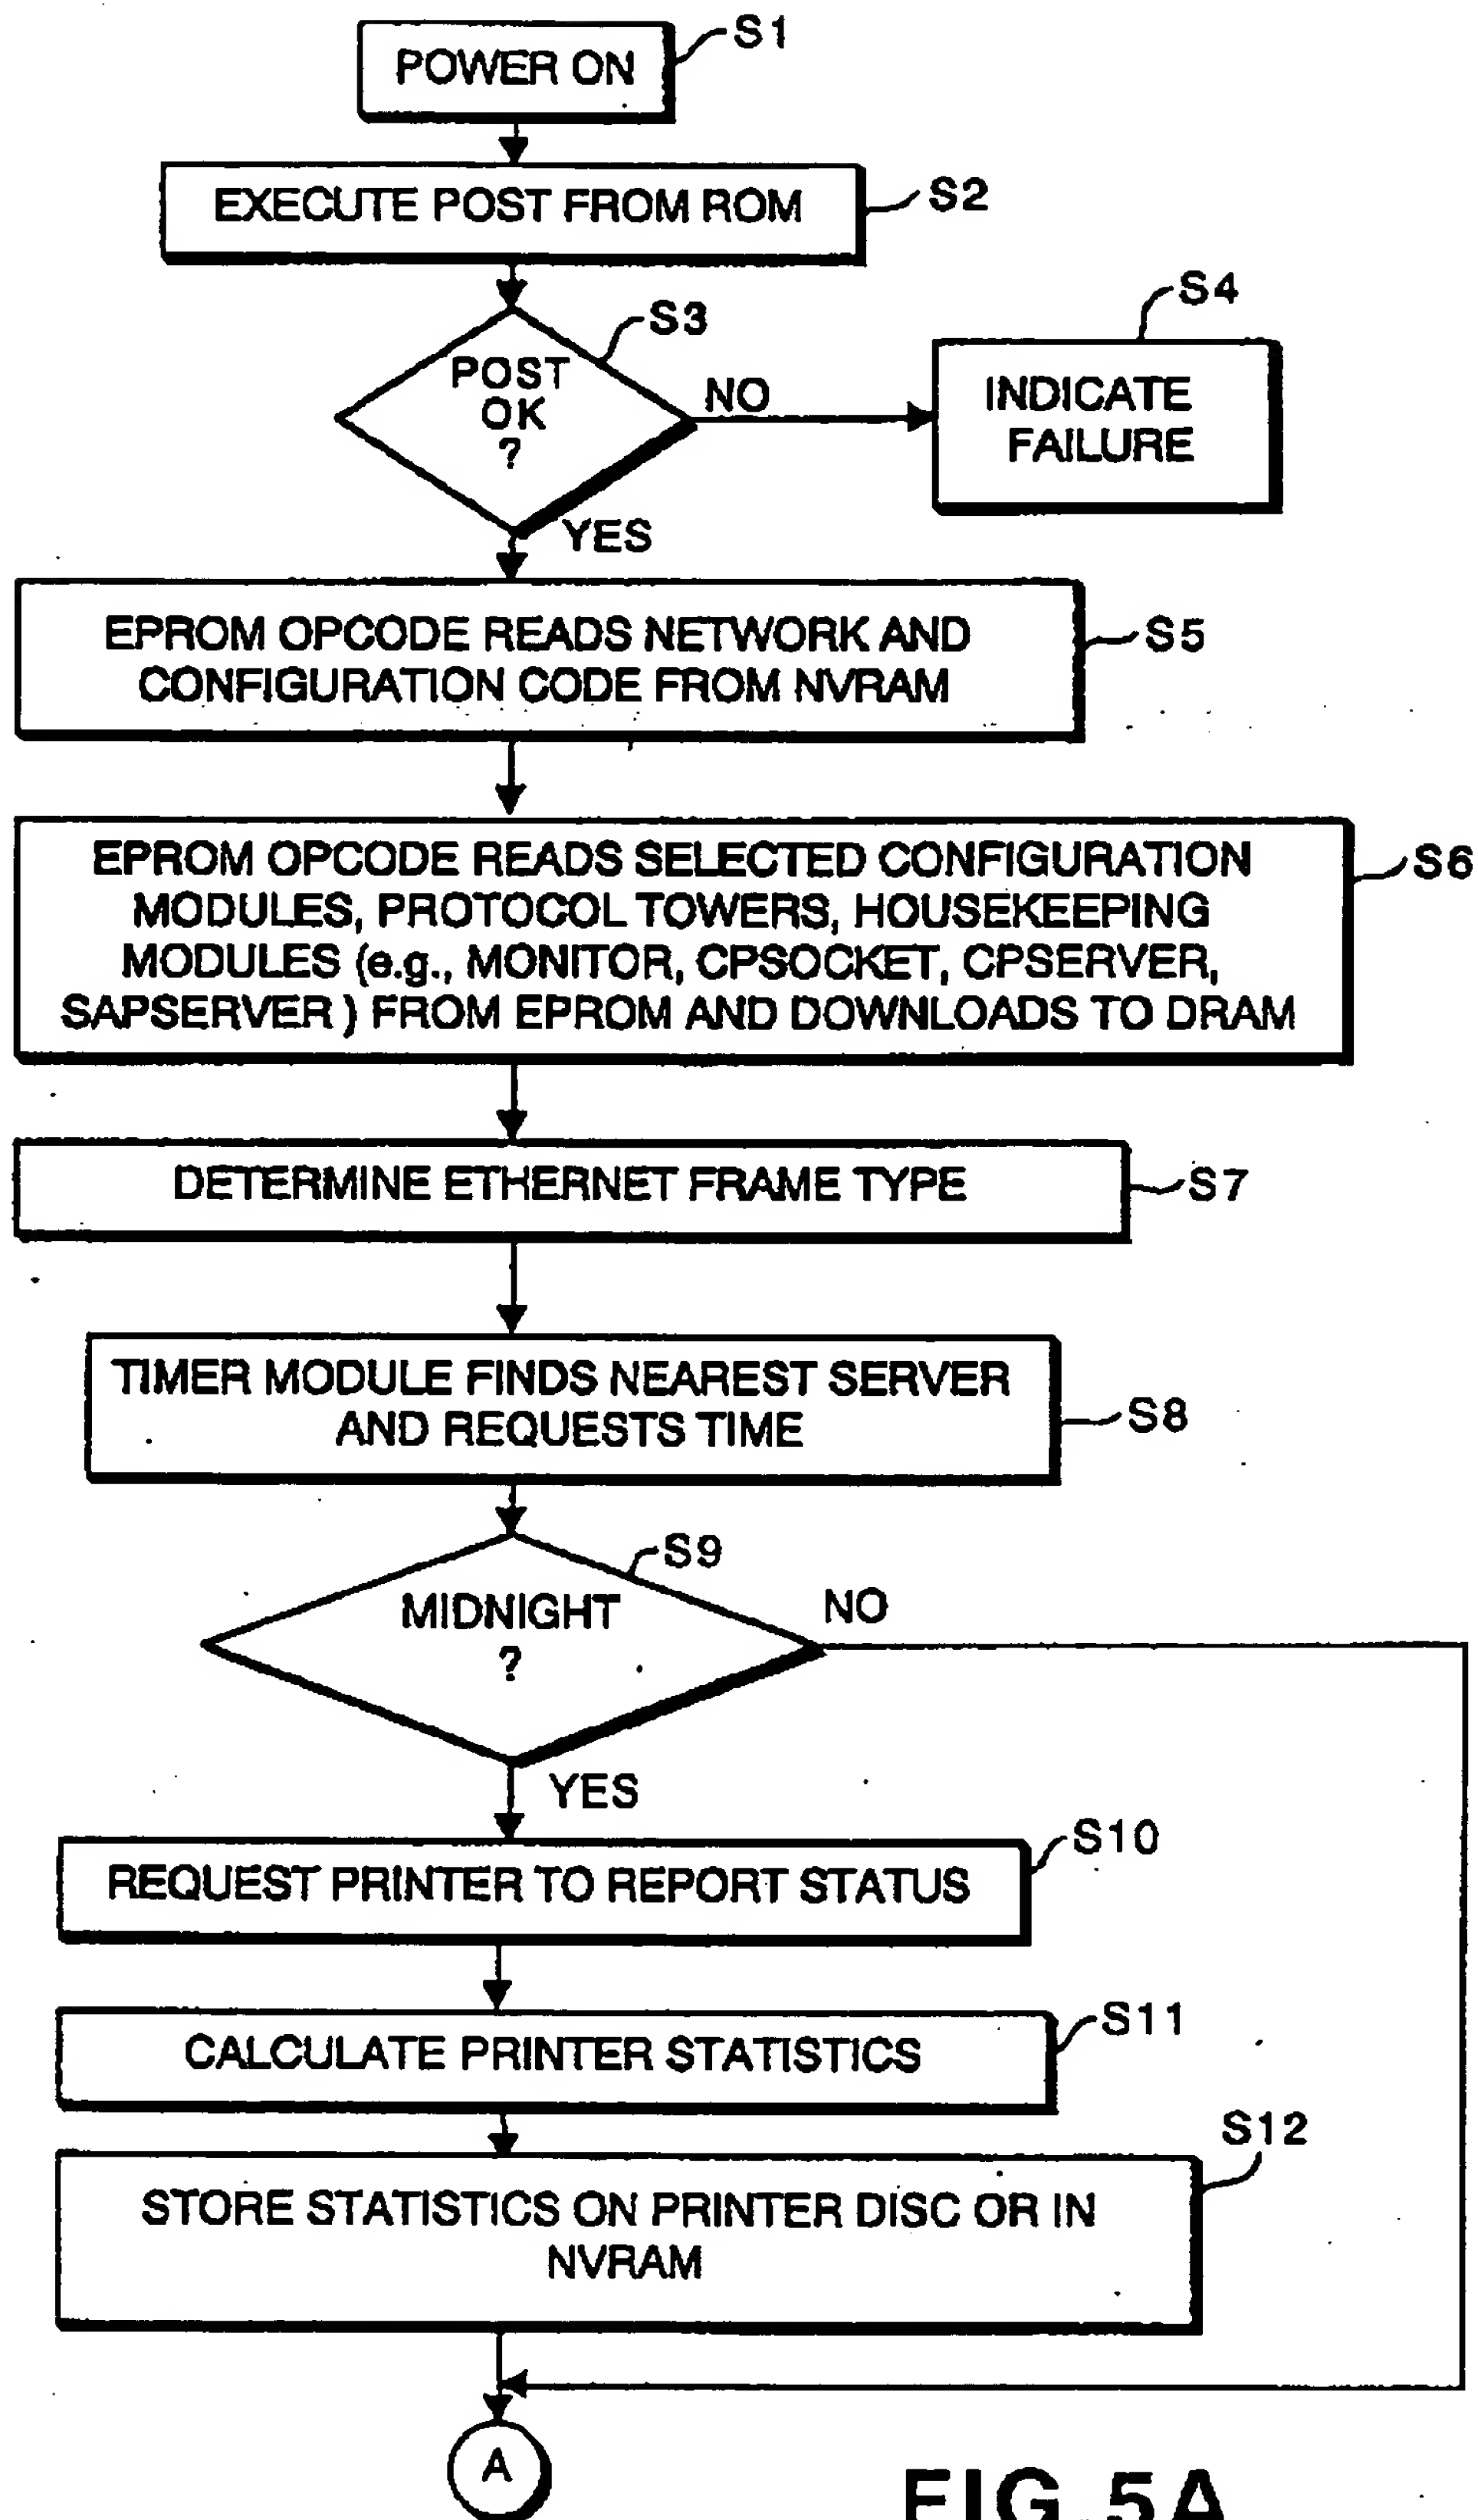 POWER ON
S1
EXECUTE POST FROM ROM
S2
S3
S4
POST
OK
?
NO
INDICATE
FAILURE
YES
EPROM OPCODE READS NETWORK AND
CONFIGURATION CODE FROM NVRAM
S5
EPROM OPCODE READS SELECTED CONFIGURATION
MODULES, PROTOCOL TOWERS, HOUSEKEEPING
MODULES (e.g., MONITOR, CPSOCKET, CPSERVER,
SAPSERVER ) FROM EPROM AND DOWNLOADS TO DRAM
S6
DETERMINE ETHERNET FRAME TYPE
S7
TIMER MODULE FINDS NEAREST SERVER
AND REQUESTS TIME
S8
S9
MIDNIGHT
?
NO
YES
REQUEST PRINTER TO REPORT STATUS
S10
CALCULATE PRINTER STATISTICS
S11
S12
STORE STATISTICS ON PRINTER DISC OR IN
NVRAM
A
FIG.5A